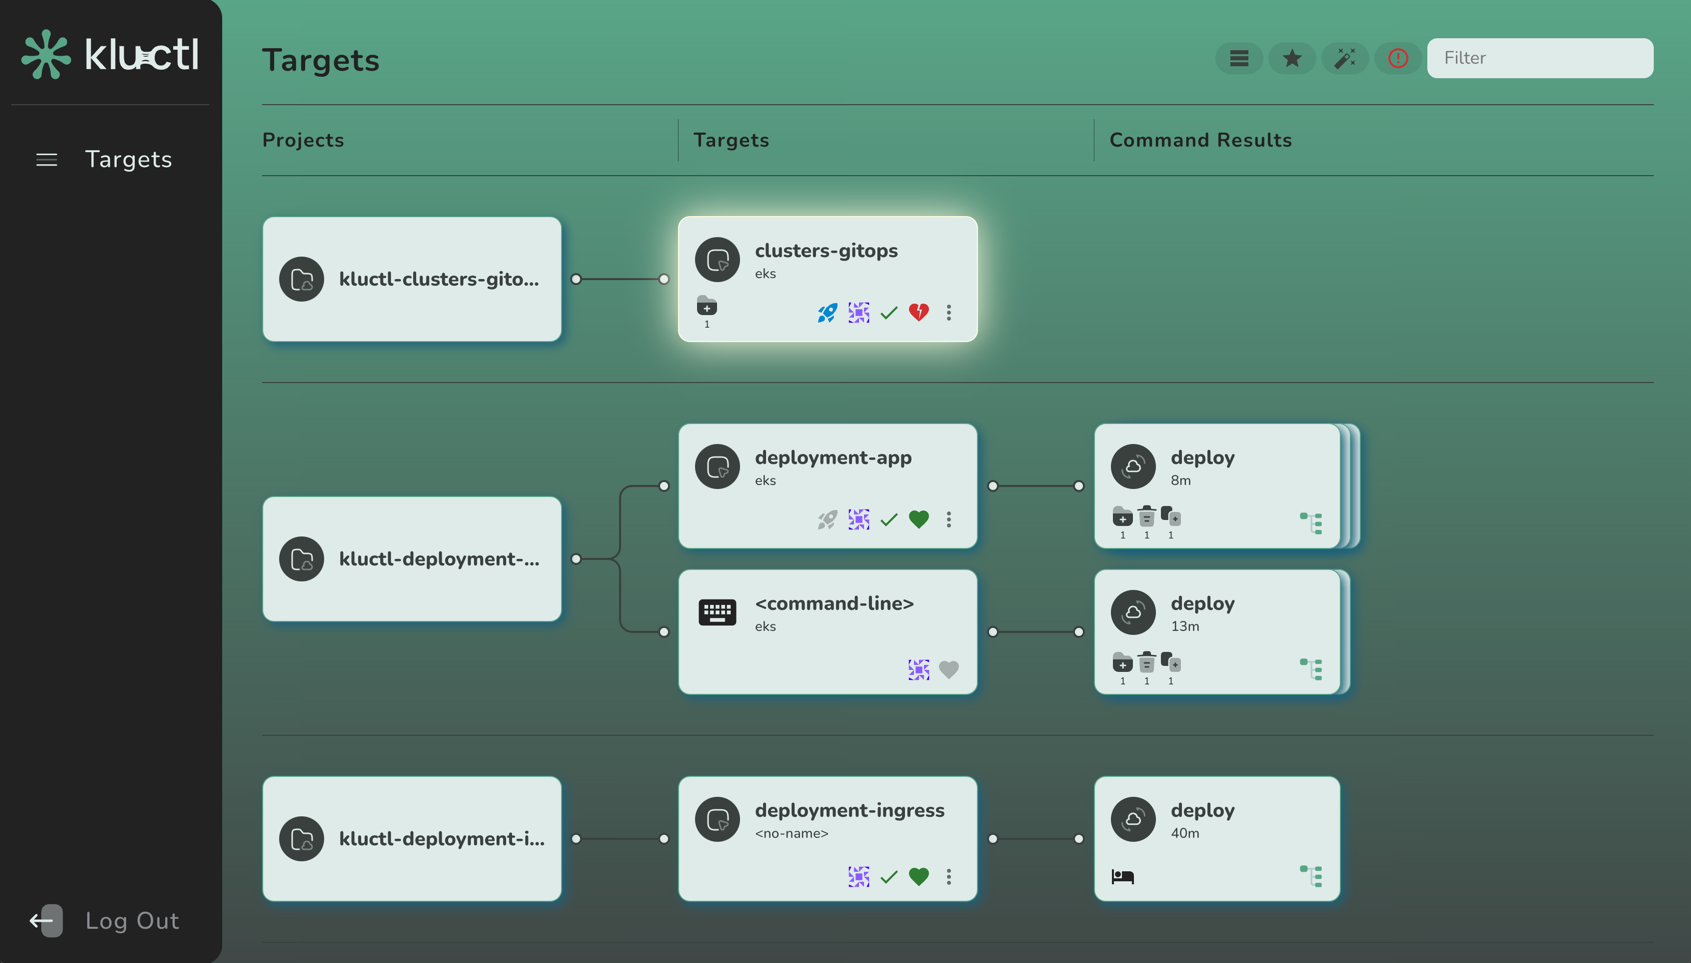 kluctl
Targets
Log Out
Targets
Filter
Projects
Targets
Command Results
kluctl-clusters-gito...
clusters-gitops
eks
1
kluctl-deployment-...
deployment-app
eks
deploy
8m
1 1 1
<command-line>
eks
deploy
13m
1 1 1
kluctl-deployment-i...
deployment-ingress
<no-name>
deploy
40m